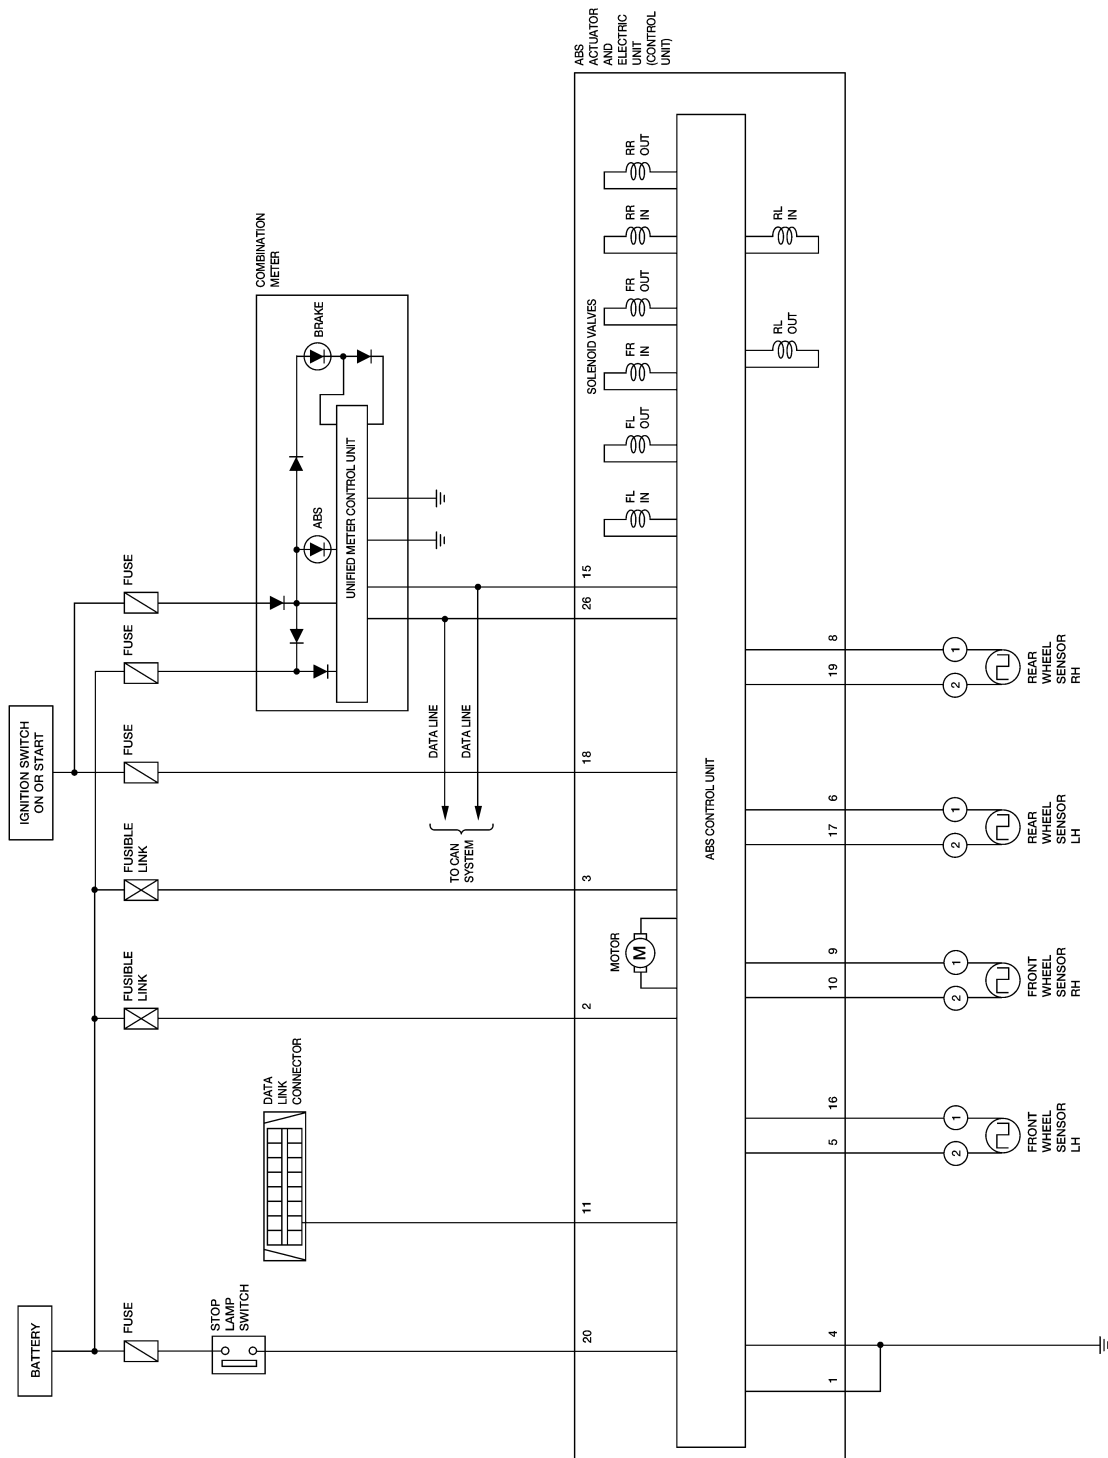 BATTERY
IGNITION SWITCH
ON OR START
FUSE
FUSIBLE
LINK
FUSIBLE
LINK
FUSE
FUSE
FUSE
STOP
LAMP
SWITCH
DATA
LINK
CONNECTOR
COMBINATION
METER
ABS
BRAKE
UNIFIED METER CONTROL UNIT
DATA LINE
DATA LINE
TO CAN
SYSTEM
20
11
2
3
18
26
15
ABS
ACTUATOR
AND
ELECTRIC
UNIT
(CONTROL
UNIT)
SOLENOID VALVES
MOTOR
M
FL
IN
FL
OUT
FR
IN
FR
OUT
RR
IN
RR
OUT
ABS CONTROL UNIT
RL
OUT
RL
IN
1
4
5
16
10
9
17
6
19
8
2
1
2
1
2
1
2
1
FRONT
WHEEL
SENSOR
LH
FRONT
WHEEL
SENSOR
RH
REAR
WHEEL
SENSOR
LH
REAR
WHEEL
SENSOR
RH